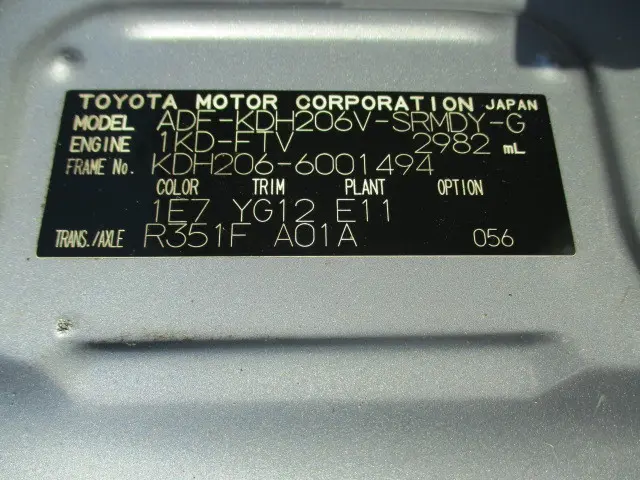 TOYOTA MOTOR CORPORATION JAPAN
MODEL ADF-KDH206V-SRMDY-G
ENGINE 1KD-FTV 2982 mL
FRAME No. KDH206-6001494
COLOR TRIM PLANT OPTION
1E7 YG12 E11
TRANS./AXLE R351F A01A 056